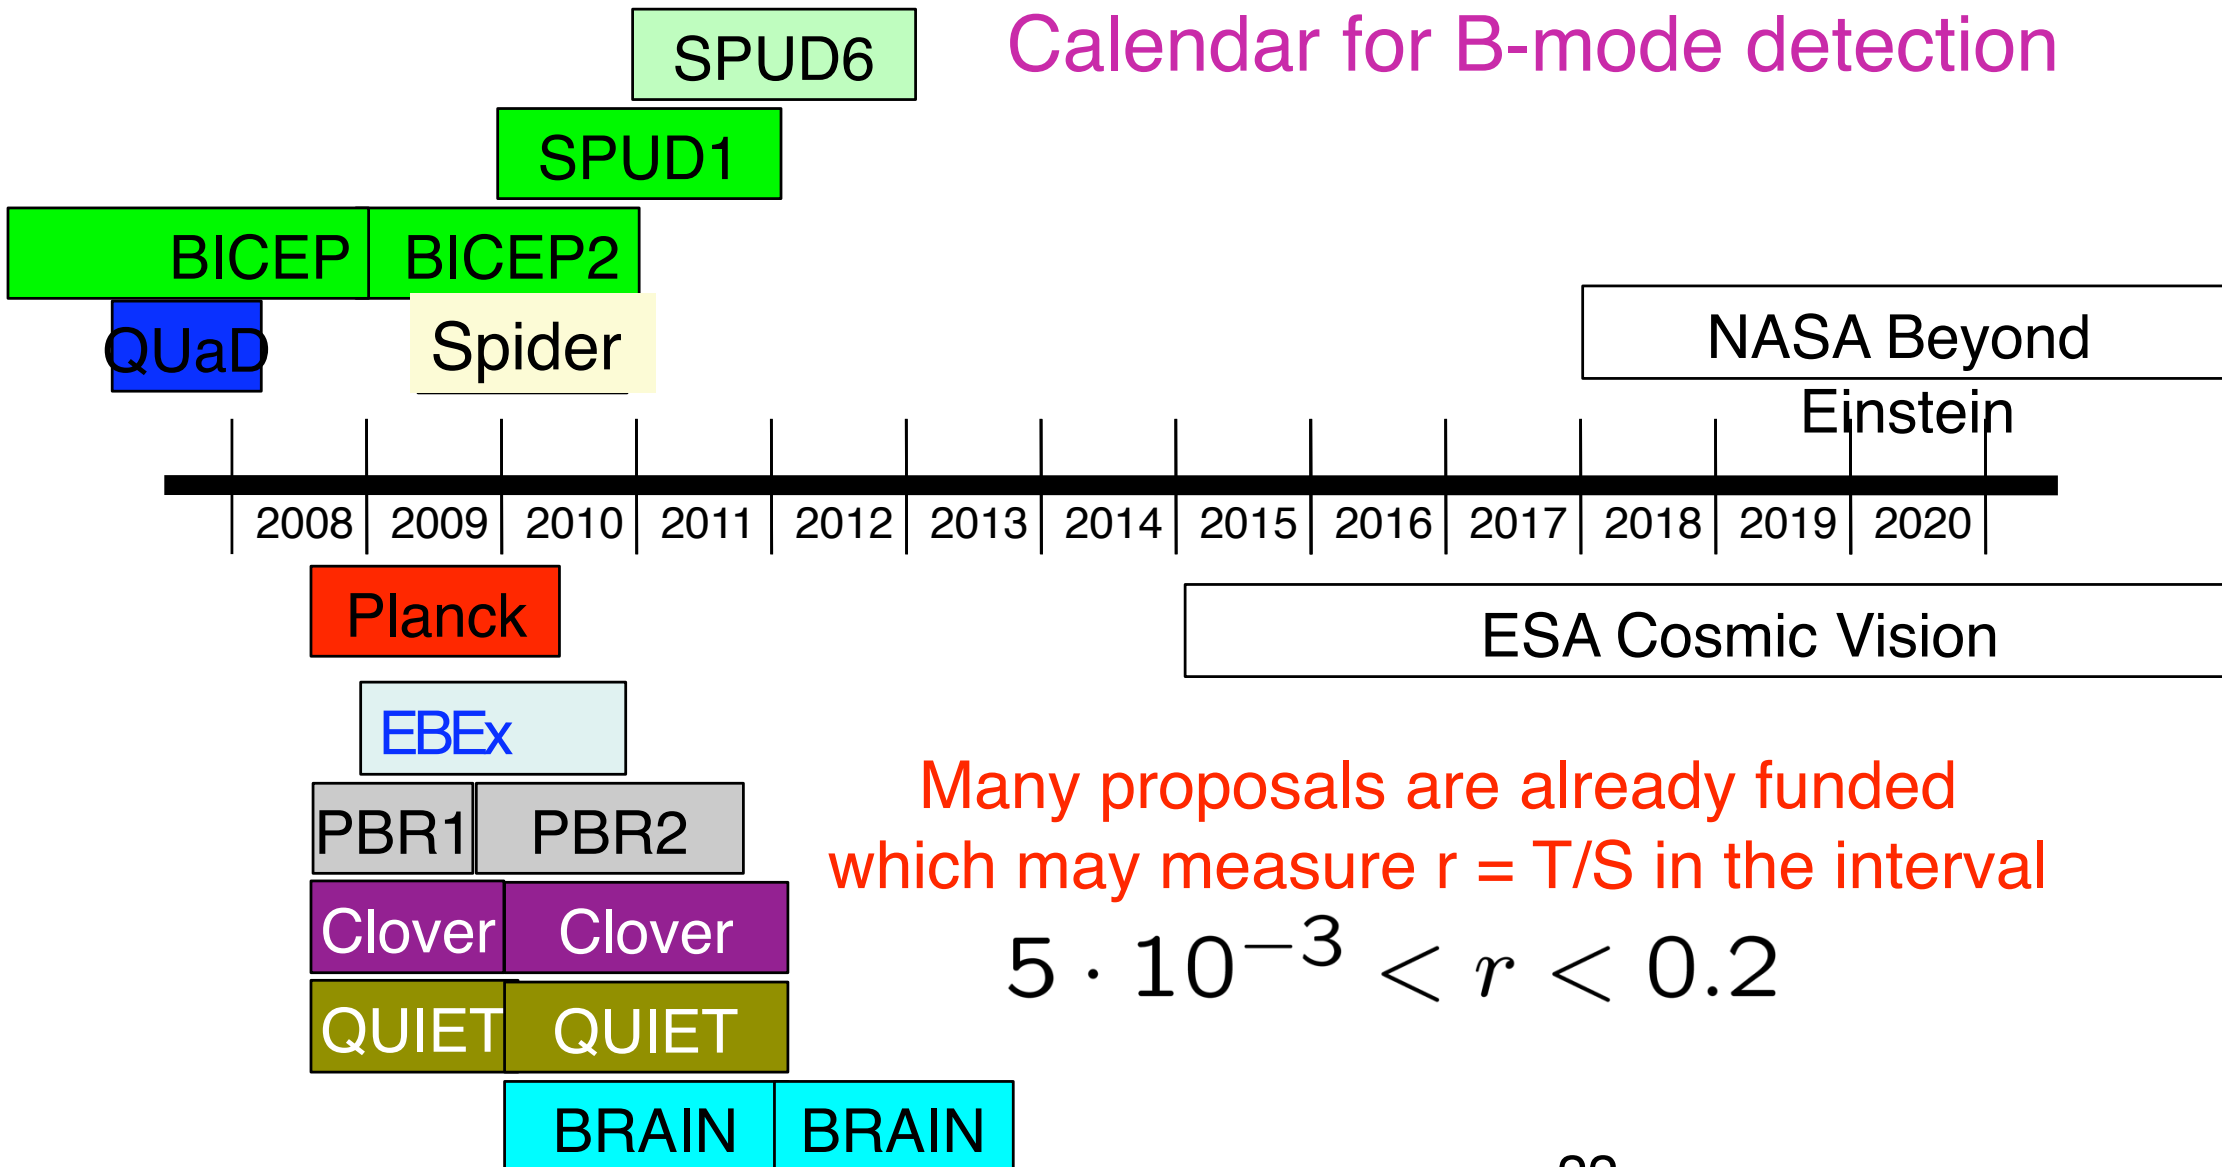 SPUD6
Calendar for B-mode detection
SPUD1
BICEP
BICEP2
QUaD
Spider
NASA Beyond
Einstein
2008 2009 2010 2011 2012 2013 2014 2015 2016 2017 2018 2019 2020
Planck
ESA Cosmic Vision
EBEx
PBR1
PBR2
Many proposals are already funded
which may measure r = T/S in the interval
Clover
Clover
5 · 10⁻³ < r < 0.2
QUIET
QUIET
BRAIN
BRAIN